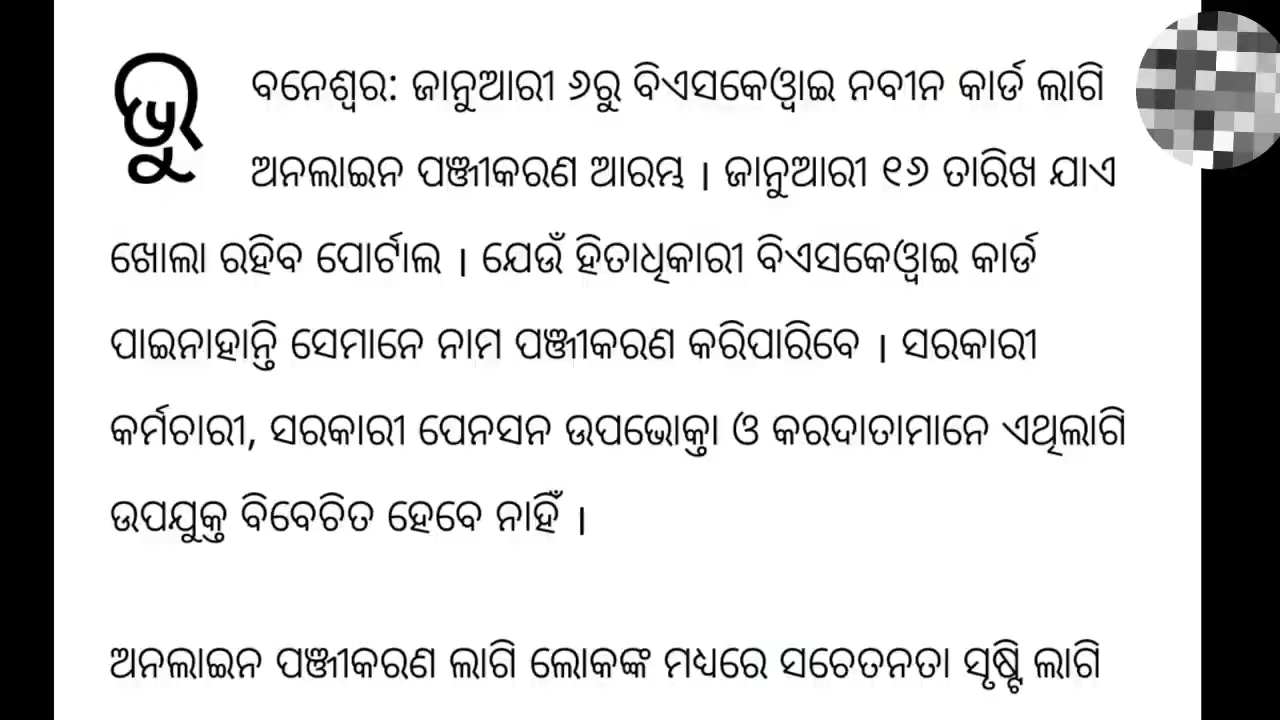 ଭୁବନେଶ୍ୱର: ଜାନୁଆରୀ ୬ରୁ ବିଏସକେୱାଇ ନବୀନ କାର୍ଡ ଲାଗି
ଅନଲାଇନ ପଞ୍ଜୀକରଣ ଆରମ୍ଭ । ଜାନୁଆରୀ ୧୬ ତାରିଖ ଯାଏ
ଖୋଲା ରହିବ ପୋର୍ଟାଲ । ଯେଉଁ ହିତାଧିକାରୀ ବିଏସକେୱାଇ କାର୍ଡ
ପାଇନାହାନ୍ତି ସେମାନେ ନାମ ପଞ୍ଜୀକରଣ କରିପାରିବେ । ସରକାରୀ
କର୍ମଚାରୀ, ସରକାରୀ ପେନସନ ଉପଭୋକ୍ତା ଓ କରଦାତାମାନେ ଏଥିଲାଗି
ଉପଯୁକ୍ତ ବିବେଚିତ ହେବେ ନାହିଁ ।
ଅନଲାଇନ ପଞ୍ଜୀକରଣ ଲାଗି ଲୋକଙ୍କ ମଧ୍ୟରେ ସଚେତନତା ସୃଷ୍ଟି ଲାଗି